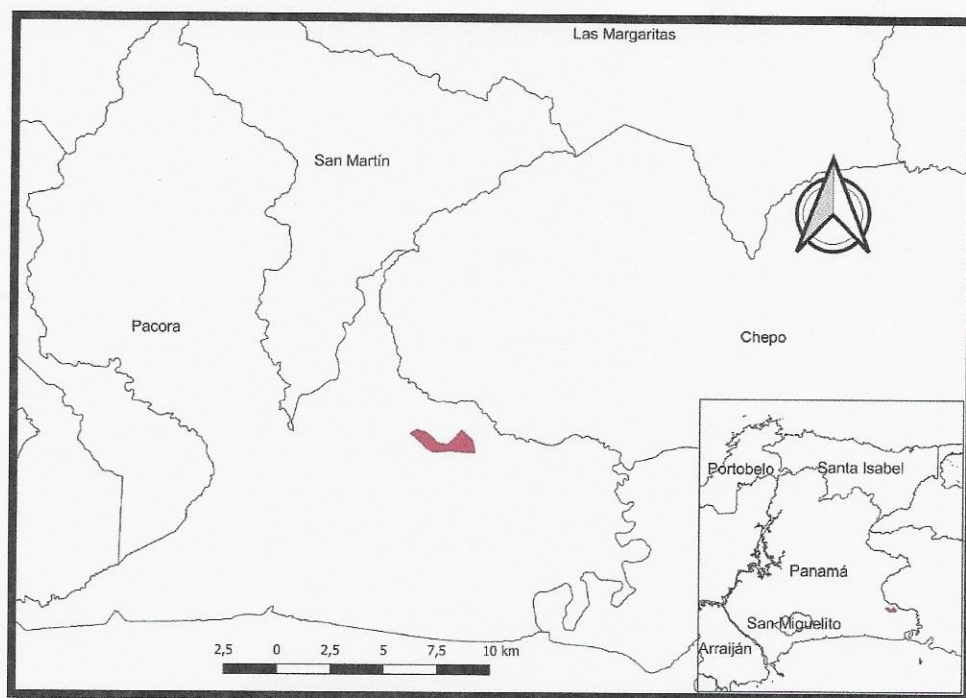 Las Margaritas
San Martín
Pacora
Chepo
Portobelo
Santa Isabel
Panamá
San Miguelito
Arraiján
2,5 0 2,5 5 7,5 10 km